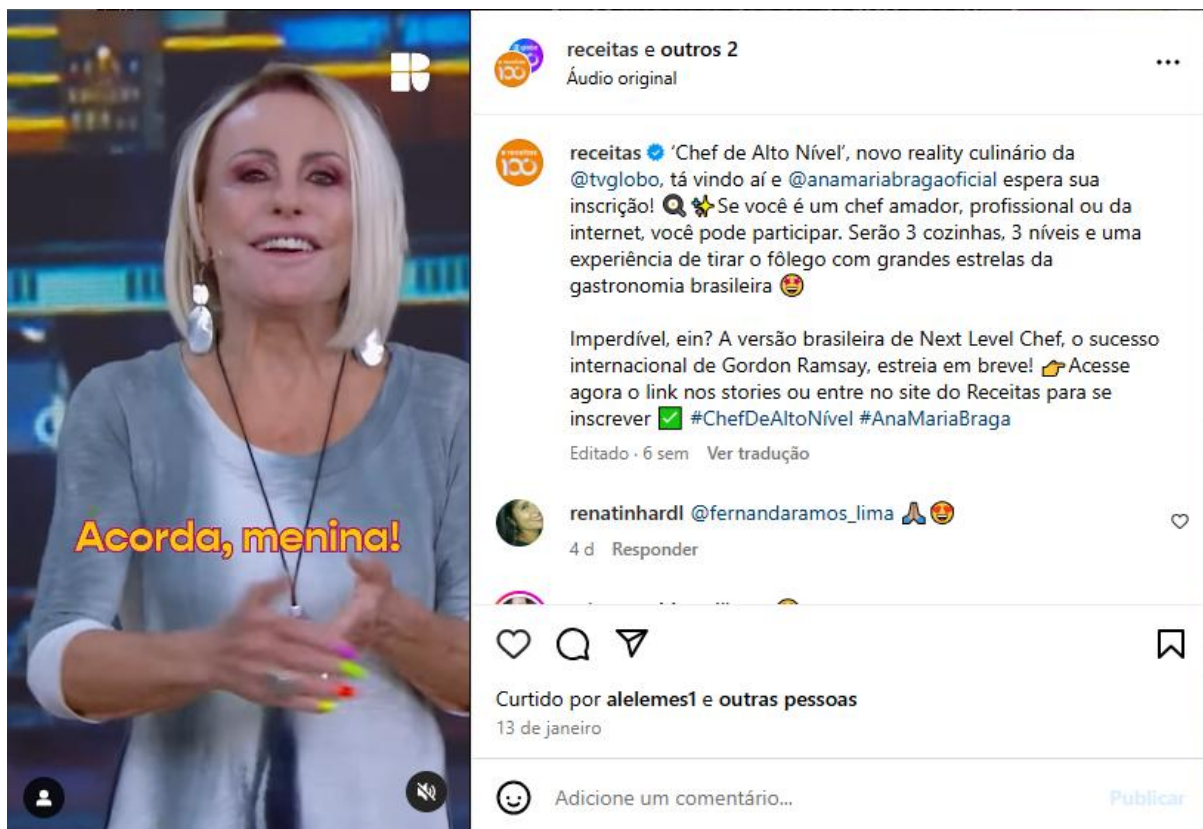 Acorda, menina!
receitas e outros 2
Áudio original
receitas 'Chef de Alto Nível', novo reality culinário da
@tvglobo, tá vindo aí e @anamariabragaoficial espera sua
inscrição! 🍳✨Se você é um chef amador, profissional ou da
internet, você pode participar. Serão 3 cozinhas, 3 níveis e uma
experiência de tirar o fôlego com grandes estrelas da
gastronomia brasileira 🤩
Imperdível, ein? A versão brasileira de Next Level Chef, o sucesso
internacional de Gordon Ramsay, estreia em breve! 👉Acesse
agora o link nos stories ou entre no site do Receitas para se
inscrever ✅ #ChefDeAltoNível #AnaMariaBraga
Editado · 6 sem Ver tradução
renatinhardl @fernandaramos_lima 🙏🏽😍
4 d Responder
Curtido por alelemes1 e outras pessoas
13 de janeiro
Adicione um comentário...
Publicar